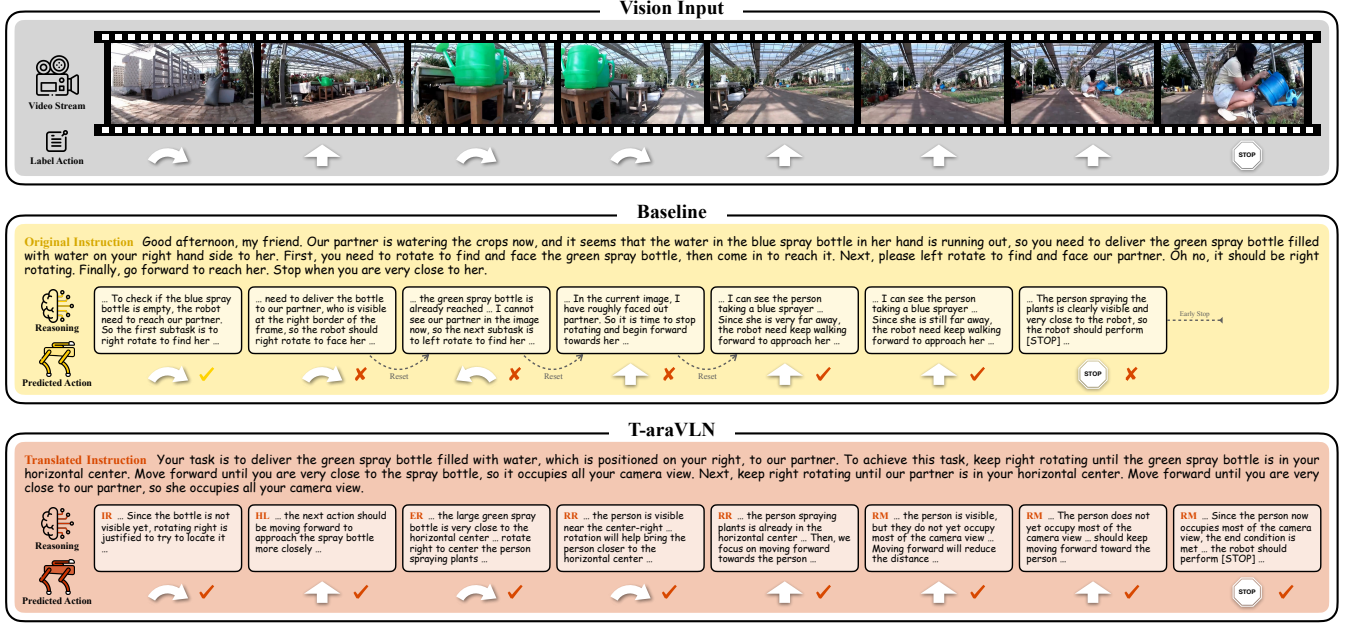 Vision Input
Video Stream
Label Action
STOP
Baseline
Original Instruction Good afternoon, my friend. Our partner is watering the crops now, and it seems that the water in the blue spray bottle in her hand is running out, so you need to deliver the green spray bottle filled
with water on your right hand side to her. First, you need to rotate to find and face the green spray bottle, then come in to reach it. Next, please left rotate to find and face our partner. Oh no, it should be right
rotating. Finally, go forward to reach her. Stop when you are very close to her.
Reasoning
... To check if the blue spray
bottle is empty, the robot
need to reach our partner.
So the first subtask is to
right rotate to find her ...
... need to deliver the bottle
to our partner, who is visible
at the right border of the
frame, so the robot should
right rotate to face her ...
... the green spray bottle is
already reached ... I cannot
see our partner in the image
now, so the next subtask is
to left rotate to find her ...
... In the current image, I
have roughly faced out
partner. So it is time to stop
rotating and begin forward
towards her ...
... I can see the person
taking a blue sprayer ...
Since she is very far away,
the robot need keep walking
forward to approach her ...
... I can see the person
taking a blue sprayer ...
Since she is still far away,
the robot need keep walking
forward to approach her ...
... The person spraying the
plants is clearly visible and
very close to the robot, so
the robot should perform
[STOP] ...
Early Stop
Predicted Action
Reset
Reset
Reset
STOP
T-araVLN
Translated Instruction Your task is to deliver the green spray bottle filled with water, which is positioned on your right, to our partner. To achieve this task, keep right rotating until the green spray bottle is in your
horizontal center. Move forward until you are very close to the spray bottle, so it occupies all your camera view. Next, keep right rotating until our partner is in your horizontal center. Move forward until you are very
close to our partner, so she occupies all your camera view.
Reasoning
IR ... Since the bottle is not
visible yet, rotating right is
justified to try to locate it
...
HL ... the next action should
be moving forward to
approach the spray bottle
more closely ...
ER ... the large green spray
bottle is very close to the
horizontal center ... rotate
right to center the person
spraying plants ...
RR ... the person is visible
near the center-right ...
rotation will help bring the
person closer to the
horizontal center ...
RR ... the person spraying
plants is already in the
horizontal center ... Then, we
focus on moving forward
towards the person ...
RM ... the person is visible,
but they do not yet occupy
most of the camera view ...
Moving forward will reduce
the distance ...
RM ... The person does not
yet occupy most of the
camera view ... should keep
moving forward toward the
person ...
RM ... Since the person now
occupies most of the camera
view, the end condition is
met ... the robot should
perform [STOP] ...
Predicted Action
STOP